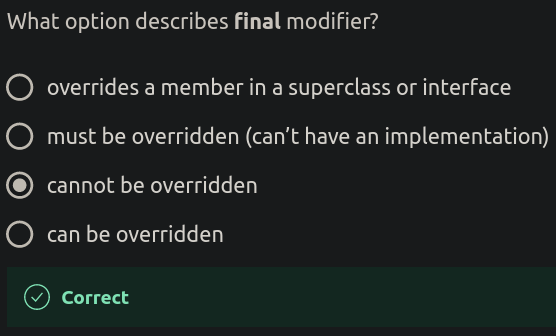 What option describes final modifier?
overrides a member in a superclass or interface
must be overridden (can’t have an implementation)
cannot be overridden
can be overridden
Correct